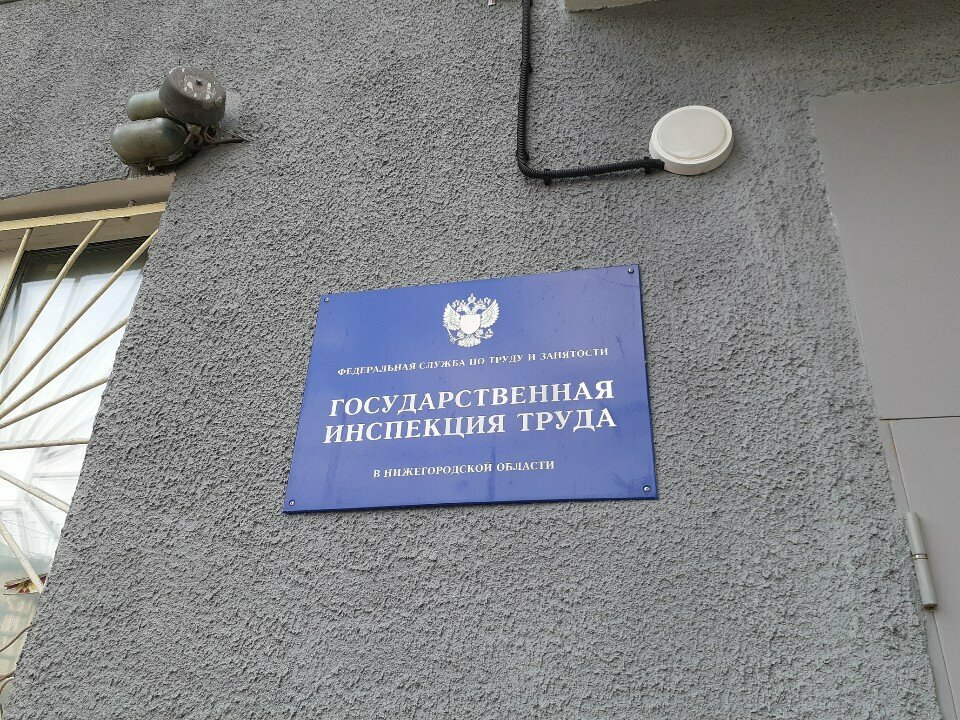 ФЕДЕРАЛЬНАЯ СЛУЖБА ПО ТРУДУ И ЗАНЯТОСТИ
ГОСУДАРСТВЕННАЯ
ИНСПЕКЦИЯ ТРУДА
В НИЖЕГОРОДСКОЙ ОБЛАСТИ